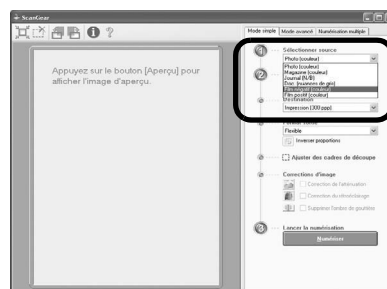 ScanGear
Mode simple Mode avancé Numérisation multiple
Appuyez sur le bouton [Aperçu] pour
afficher l'image d'aperçu.
1 Sélectionner source
Photo (couleur)
Photo (couleur)
Magazine (couleur)
Journal (N/B)
Doc. (nuances de gris)
Film négatif (couleur)
Film positif (couleur)
2
Destination
Impression (300 ppp)
Flexible
Inverser proportions
Ajuster des cadres de découpe
Corrections d'image
Correction de l'atténuation
Correction du rétroéclairage
Supprimer l'ombre de gouttière
3 Lancer la numérisation
Numériser